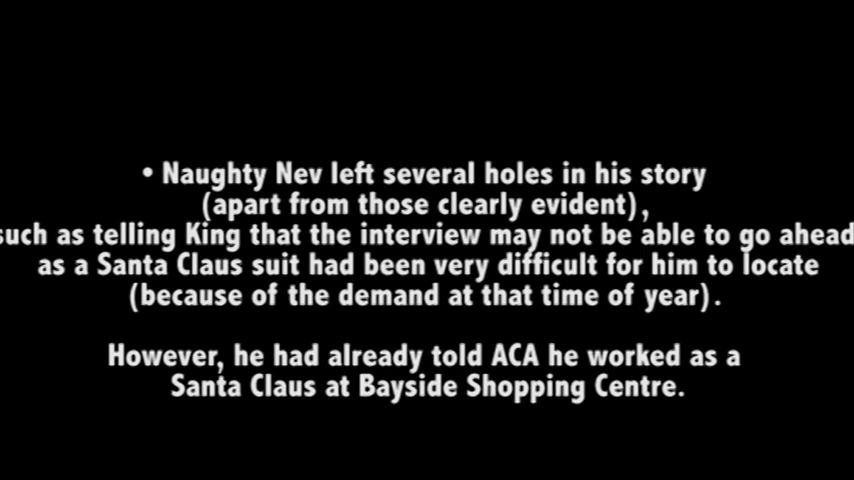 • Naughty Nev left several holes in his story
(apart from those clearly evident),
such as telling King that the interview may not be able to go ahead
as a Santa Claus suit had been very difficult for him to locate
(because of the demand at that time of year).
However, he had already told ACA he worked as a
Santa Claus at Bayside Shopping Centre.